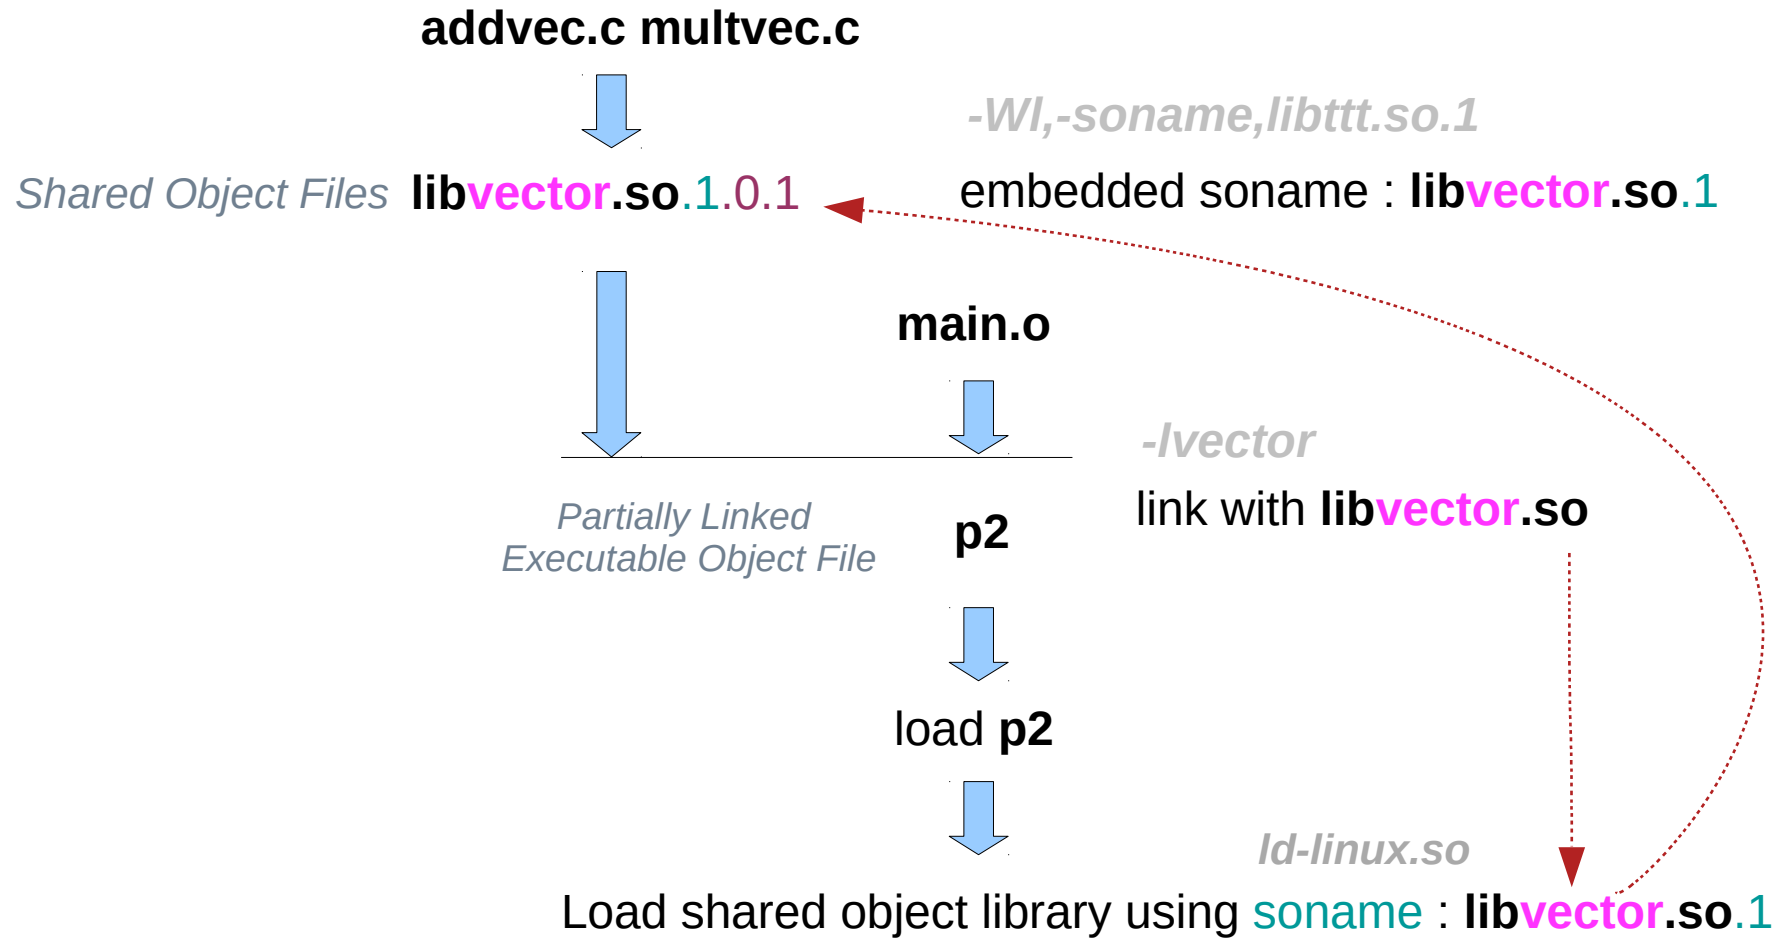 addvec.c multvec.c
-Wl,-soname,libttt.so.1
Shared Object Files libvector.so.1.0.1
embedded soname : libvector.so.1
main.o
-lvector
link with libvector.so
Partially Linked
Executable Object File
p2
load p2
ld-linux.so
Load shared object library using soname : libvector.so.1